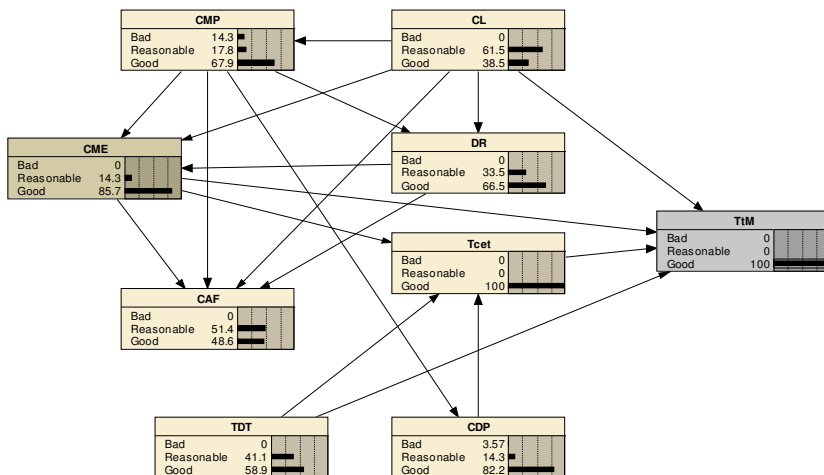 CMP
Bad 14.3
Reasonable 17.8
Good 67.9
CL
Bad 0
Reasonable 61.5
Good 38.5
CME
Bad 0
Reasonable 14.3
Good 85.7
DR
Bad 0
Reasonable 33.5
Good 66.5
TtM
Bad 0
Reasonable 0
Good 100
Tcet
Bad 0
Reasonable 0
Good 100
CAF
Bad 0
Reasonable 51.4
Good 48.6
TDT
Bad 0
Reasonable 41.1
Good 58.9
CDP
Bad 3.57
Reasonable 14.3
Good 82.2